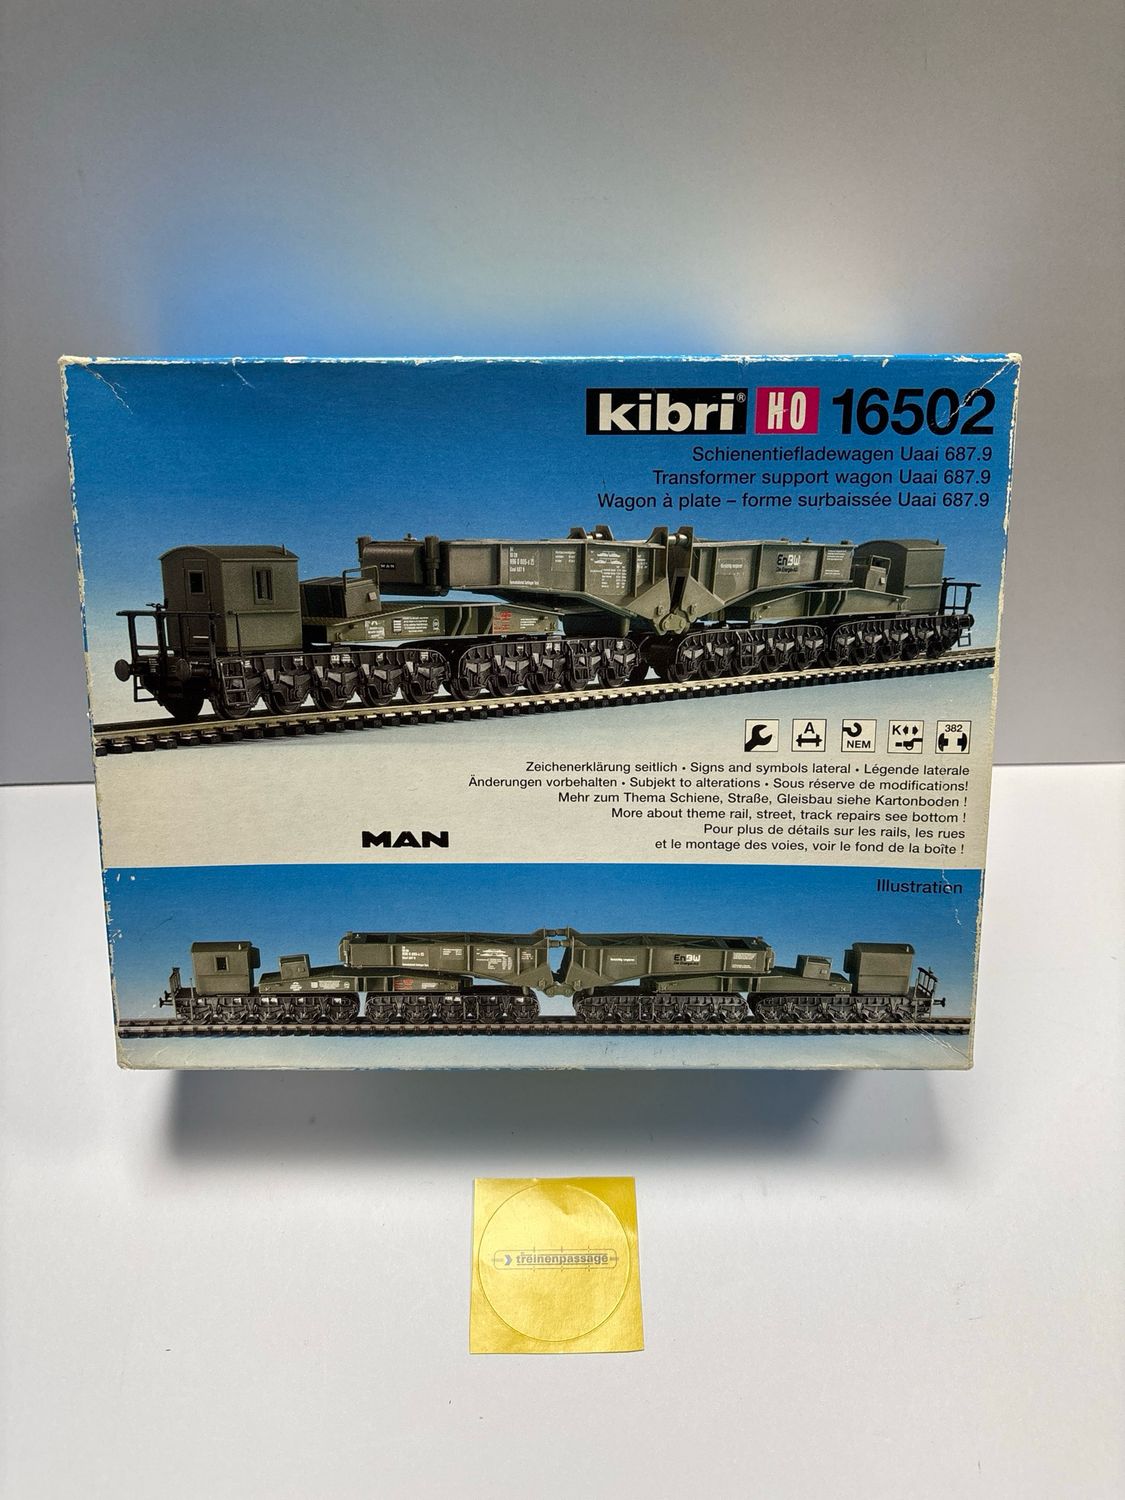 kibri® H0 16502
Schienentiefladewagen Uaai 687.9
Transformer support wagon Uaai 687.9
Wagon à plate – forme surbaissée Uaai 687.9
EnBW
A
NEM
K
382
Zeichenerklärung seitlich • Signs and symbols lateral • Légende laterale
Änderungen vorbehalten • Subjekt to alterations • Sous réserve de modifications!
Mehr zum Thema Schiene, Straße, Gleisbau siehe Kartonboden !
More about theme rail, street, track repairs see bottom !
Pour plus de détails sur les rails, les rues
et le montage des voies, voir le fond de la boîte !
MAN
Illustration
EnBW
treinenpassage